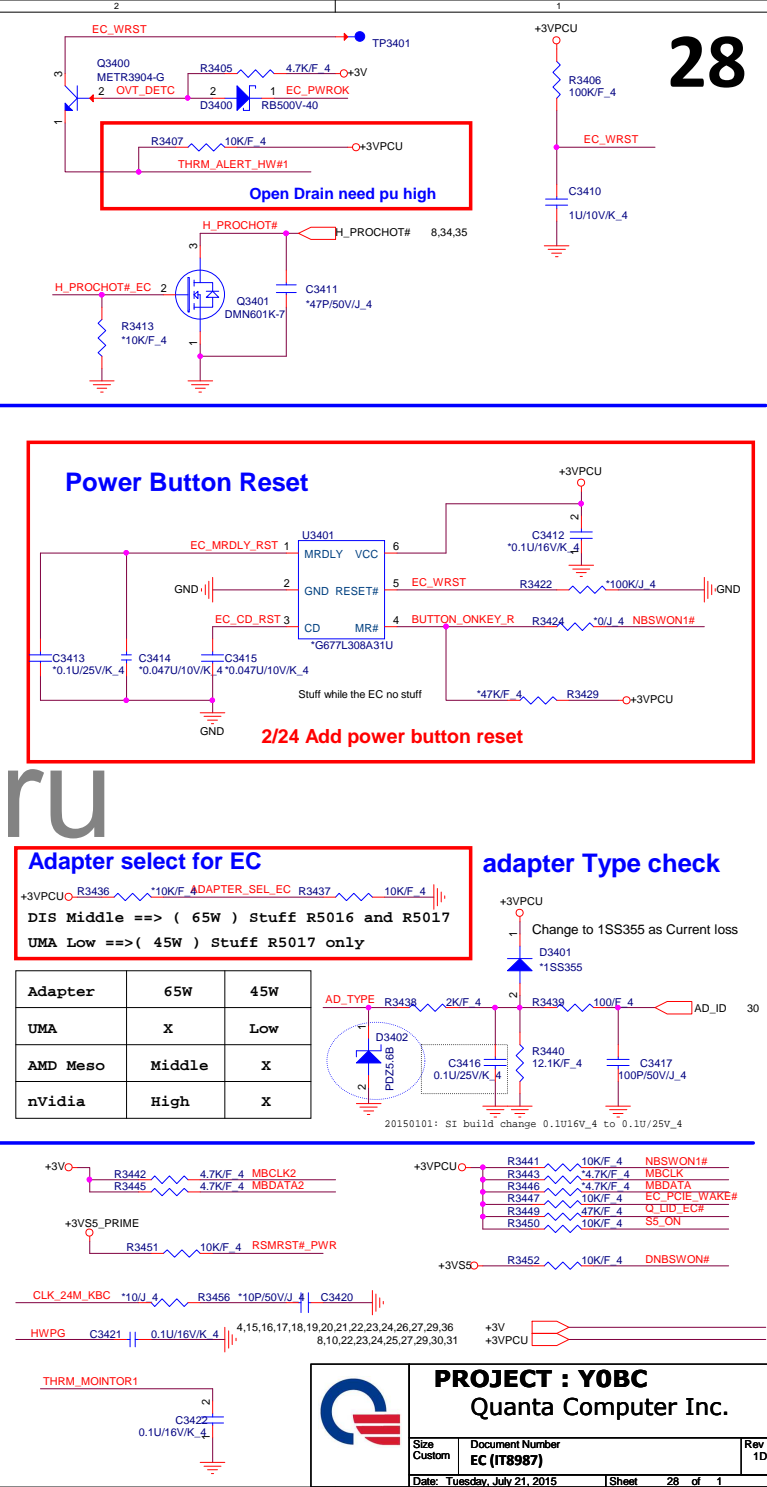 2 1
EC_WRST
TP3401
+3VPCU
28
Q3400
METR3904-G
R3405 4.7K/F_4
+3V
3
2 OVT_DETC
2 1 EC_PWROK
D3400 RB500V-40
1
R3406
100K/F_4
R3407 10K/F_4
+3VPCU
THRM_ALERT_HW#1
EC_WRST
Open Drain need pu high
C3410
1U/10V/K_4
H_PROCHOT#
H_PROCHOT# 8,34,35
3
H_PROCHOT#_EC 2
Q3401
DMN601K-7
C3411
*47P/50V/J_4
R3413
*10K/F_4
1
Power Button Reset
+3VPCU
U3401
EC_MRDLY_RST 1 MRDLY VCC 6
2
C3412
*0.1U/16V/K_4
1
GND 2 GND RESET# 5 EC_WRST R3422 *100K/J_4 GND
EC_CD_RST 3 CD MR# 4 BUTTON_ONKEY_R R3424 *0/J_4 NBSWON1#
*G677L308A31U
C3413
*0.1U/25V/K_4
C3414
*0.047U/10V/K_4
C3415
*0.047U/10V/K_4
Stuff while the EC no stuff
*47K/F_4 R3429 +3VPCU
GND
2/24 Add power button reset
ru
Adapter select for EC
+3VPCU R3436 *10K/F_4 ADAPTER_SEL_EC R3437 10K/F_4
DIS Middle ==> ( 65W ) Stuff R5016 and R5017
UMA Low ==>( 45W ) Stuff R5017 only
adapter Type check
+3VPCU
Change to 1SS355 as Current loss
1
D3401
*1SS355
2
Adapter 65W 45W
UMA X Low
AMD Meso Middle X
nVidia High X
AD_TYPE R3438 2K/F_4 R3439 100/F_4 AD_ID 30
1
D3402
PDZ5.6B
2
C3416
0.1U/25V/K_4
R3440
12.1K/F_4
C3417
100P/50V/J_4
20150101: SI build change 0.1U16V_4 to 0.1U/25V_4
+3V
R3442 4.7K/F_4 MBCLK2
R3445 4.7K/F_4 MBDATA2
+3VPCU
R3441 10K/F_4 NBSWON1#
R3443 *4.7K/F_4 MBCLK
R3446 *4.7K/F_4 MBDATA
R3447 10K/F_4 EC_PCIE_WAKE#
R3449 47K/F_4 Q_LID_EC#
R3450 10K/F_4 S5_ON
+3VS5_PRIME
R3451 10K/F_4 RSMRST#_PWR
+3VS5 R3452 10K/F_4 DNBSWON#
CLK_24M_KBC *10/J_4 R3456 *10P/50V/J_4 C3420
HWPG C3421 0.1U/16V/K_4
4,15,16,17,18,19,20,21,22,23,24,26,27,29,36 +3V
8,10,22,23,24,25,27,29,30,31 +3VPCU
THRM_MOINTOR1
2
C3422
0.1U/16V/K_4
1
PROJECT : Y0BC
Quanta Computer Inc.
Size
Custom
Document Number
EC (IT8987)
Rev
1D
Date: Tuesday, July 21, 2015 Sheet 28 of 1